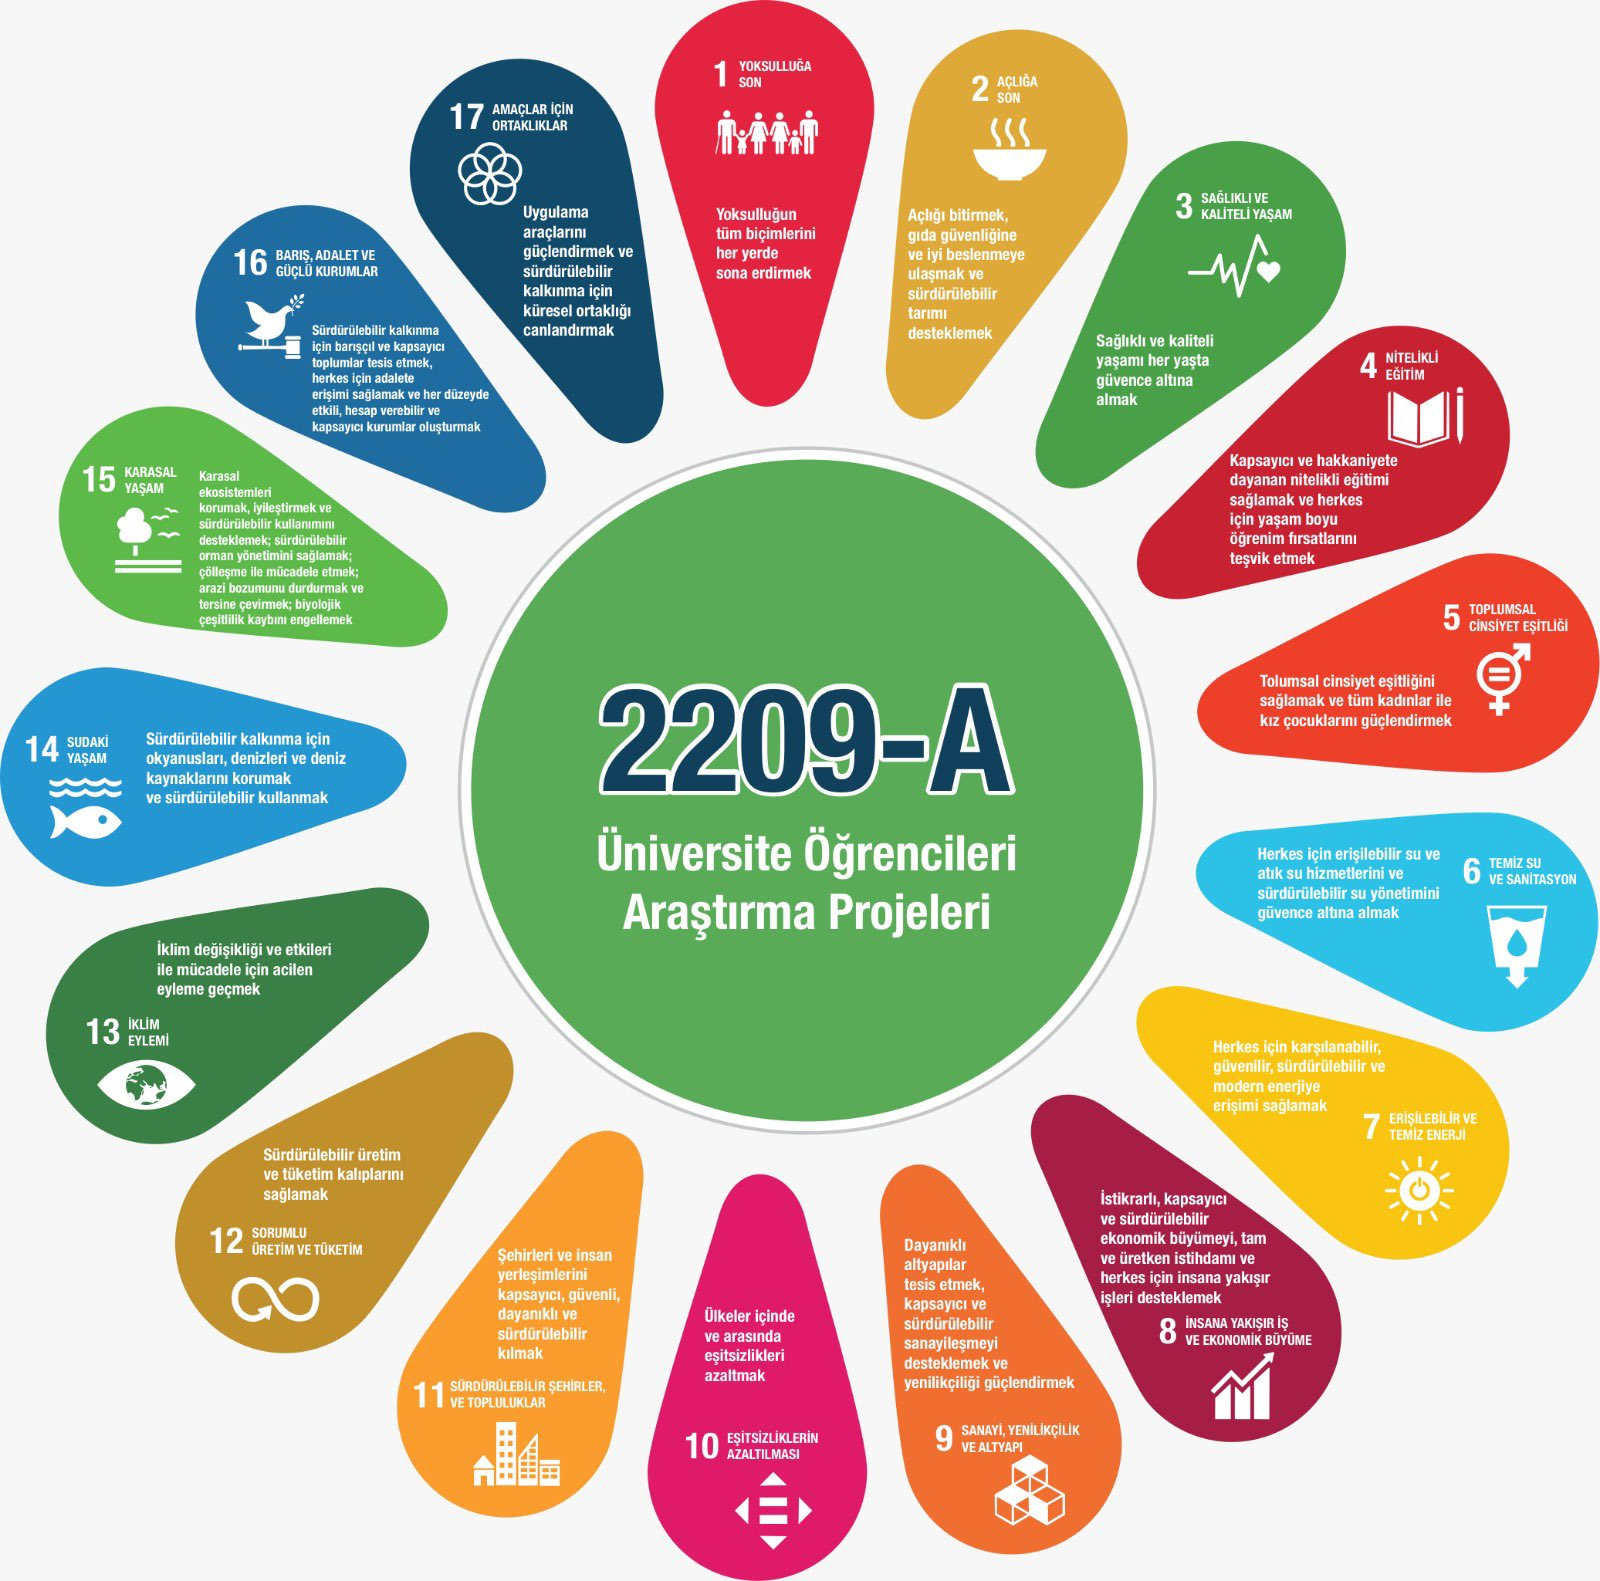 2209-A
Üniversite Öğrencileri
Araştırma Projeleri
1 YOKSULLUĞA
SON
Yoksulluğun
tüm biçimlerini
her yerde
sona erdirmek
2 AÇLIĞA
SON
Açlığı bitirmek,
gıda güvenliğine
ve iyi beslenmeye
ulaşmak ve
sürdürülebilir
tarımı
desteklemek
3 SAĞLIKLI VE
KALİTELİ YAŞAM
Sağlıklı ve kaliteli
yaşamı her yaşta
güvence altına
almak
4 NİTELİKLİ
EĞİTİM
Kapsayıcı ve hakkaniyete
dayanan nitelikli eğitimi
sağlamak ve herkes
için yaşam boyu
öğrenim fırsatlarını
teşvik etmek
5 TOPLUMSAL
CİNSİYET EŞİTLİĞİ
Tolumsal cinsiyet eşitliğini
sağlamak ve tüm kadınlar ile
kız çocuklarını güçlendirmek
6 TEMİZ SU
VE SANİTASYON
Herkes için erişilebilir su ve
atık su hizmetlerini ve
sürdürülebilir su yönetimini
güvence altına almak
Herkes için karşılanabilir,
güvenilir, sürdürülebilir ve
modern enerjiye
erişimi sağlamak
7 ERİŞİLEBİLİR VE
TEMİZ ENERJİ
İstikrarlı, kapsayıcı
ve sürdürülebilir
ekonomik büyümeyi, tam
ve üretken istihdamı ve
herkes için insana yakışır
işleri desteklemek
8 İNSANA YAKIŞIR İŞ
VE EKONOMİK BÜYÜME
Dayanıklı
altyapılar
tesis etmek,
kapsayıcı ve
sürdürülebilir
sanayileşmeyi
desteklemek ve
yenilikçiliği güçlendirmek
9 SANAYİ, YENİLİKÇİLİK
VE ALTYAPI
Ülkeler içinde
ve arasında
eşitsizlikleri
azaltmak
10 EŞİTSİZLİKLERİN
AZALTILMASI
Şehirleri ve insan
yerleşimlerini
kapsayıcı, güvenli,
dayanıklı ve
sürdürülebilir
kılmak
11 SÜRDÜRÜLEBİLİR ŞEHİRLER,
VE TOPLULUKLAR
Sürdürülebilir üretim
ve tüketim kalıplarını
sağlamak
12 SORUMLU
ÜRETİM VE TÜKETİM
İklim değişikliği ve etkileri
ile mücadele için acilen
eyleme geçmek
13 İKLİM
EYLEMİ
14 SUDAKİ
YAŞAM
Sürdürülebilir kalkınma için
okyanusları, denizleri ve deniz
kaynaklarını korumak
ve sürdürülebilir kullanmak
15 KARASAL
YAŞAM
Karasal
ekosistemleri
korumak, iyileştirmek ve
sürdürülebilir kullanımını
desteklemek; sürdürülebilir
orman yönetimini sağlamak;
çölleşme ile mücadele etmek;
arazi bozumunu durdurmak ve
tersine çevirmek; biyolojik
çeşitlilik kaybını engellemek
16 BARIŞ, ADALET VE
GÜÇLÜ KURUMLAR
Sürdürülebilir kalkınma
için barışçıl ve kapsayıcı
toplumlar tesis etmek,
herkes için adalete
erişimi sağlamak ve her düzeyde
etkili, hesap verebilir ve
kapsayıcı kurumlar oluşturmak
17 AMAÇLAR İÇİN
ORTAKLIKLAR
Uygulama
araçlarını
güçlendirmek ve
sürdürülebilir
kalkınma için
küresel ortaklığı
canlandırmak